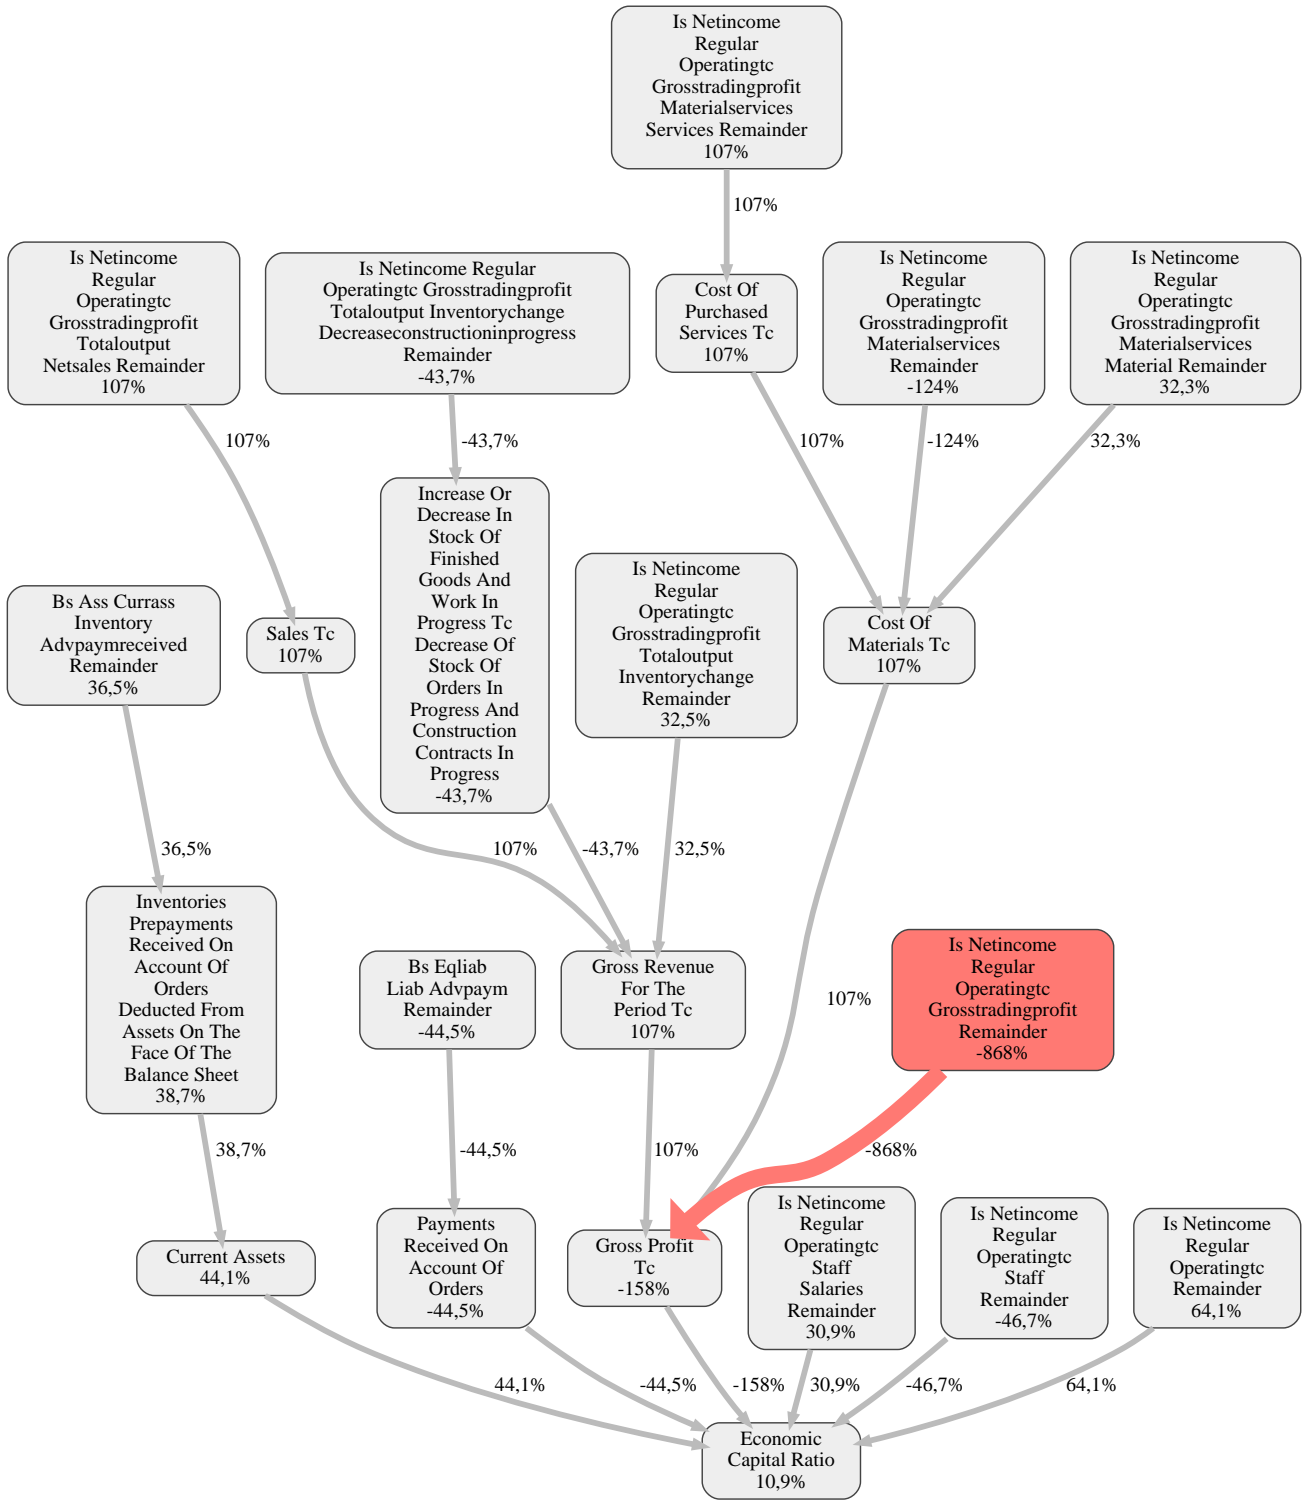 Is Netincome
Regular
Operatingtc
Grosstradingprofit
Materialservices
Services Remainder
107%
107%
Is Netincome
Regular
Operatingtc
Grosstradingprofit
Totaloutput
Netsales Remainder
107%
Is Netincome Regular
Operatingtc Grosstradingprofit
Totaloutput Inventorychange
Decreaseconstructioninprogress
Remainder
-43,7%
Cost Of
Purchased
Services Tc
107%
Is Netincome
Regular
Operatingtc
Grosstradingprofit
Materialservices
Remainder
-124%
Is Netincome
Regular
Operatingtc
Grosstradingprofit
Materialservices
Material Remainder
32,3%
107%
-43,7%
107%
-124%
32,3%
Bs Ass Currass
Inventory
Advpaymreceived
Remainder
36,5%
Sales Tc
107%
Increase Or
Decrease In
Stock Of
Finished
Goods And
Work In
Progress Tc
Decrease Of
Stock Of
Orders In
Progress And
Construction
Contracts In
Progress
-43,7%
Is Netincome
Regular
Operatingtc
Grosstradingprofit
Totaloutput
Inventorychange
Remainder
32,5%
Cost Of
Materials Tc
107%
36,5%
107%
-43,7%
32,5%
Inventories
Prepayments
Received On
Account Of
Orders
Deducted From
Assets On The
Face Of The
Balance Sheet
38,7%
Bs Eqliab
Liab Advpaym
Remainder
-44,5%
Gross Revenue
For The
Period Tc
107%
107%
Is Netincome
Regular
Operatingtc
Grosstradingprofit
Remainder
-868%
38,7%
-44,5%
107%
-868%
Current Assets
44,1%
Payments
Received On
Account Of
Orders
-44,5%
Gross Profit
Tc
-158%
Is Netincome
Regular
Operatingtc
Staff
Salaries
Remainder
30,9%
Is Netincome
Regular
Operatingtc
Staff
Remainder
-46,7%
Is Netincome
Regular
Operatingtc
Remainder
64,1%
44,1%
-44,5%
-158%
30,9%
-46,7%
64,1%
Economic
Capital Ratio
10,9%